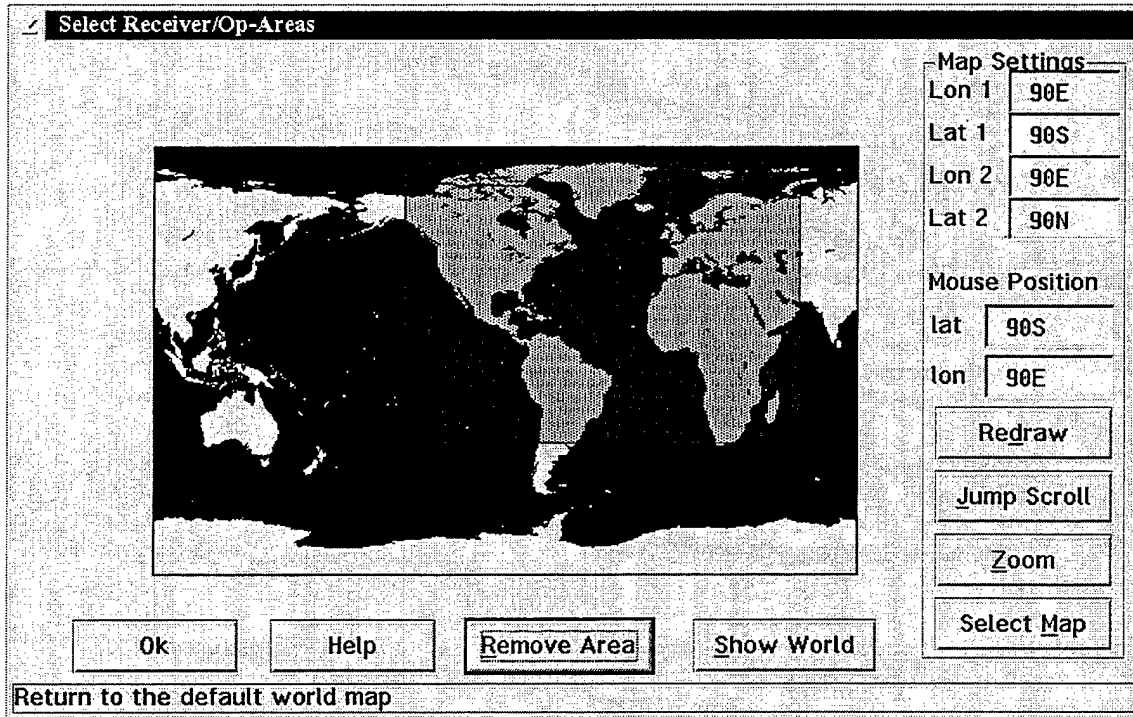 Select Receiver/Op-Areas
Map Settings
Lon 1 90E
Lat 1 90S
Lon 2 90E
Lat 2 90N
Mouse Position
lat 90S
lon 90E
Redraw
Jump Scroll
Zoom
Select Map
Ok Help Remove Area Show World
Return to the default world map